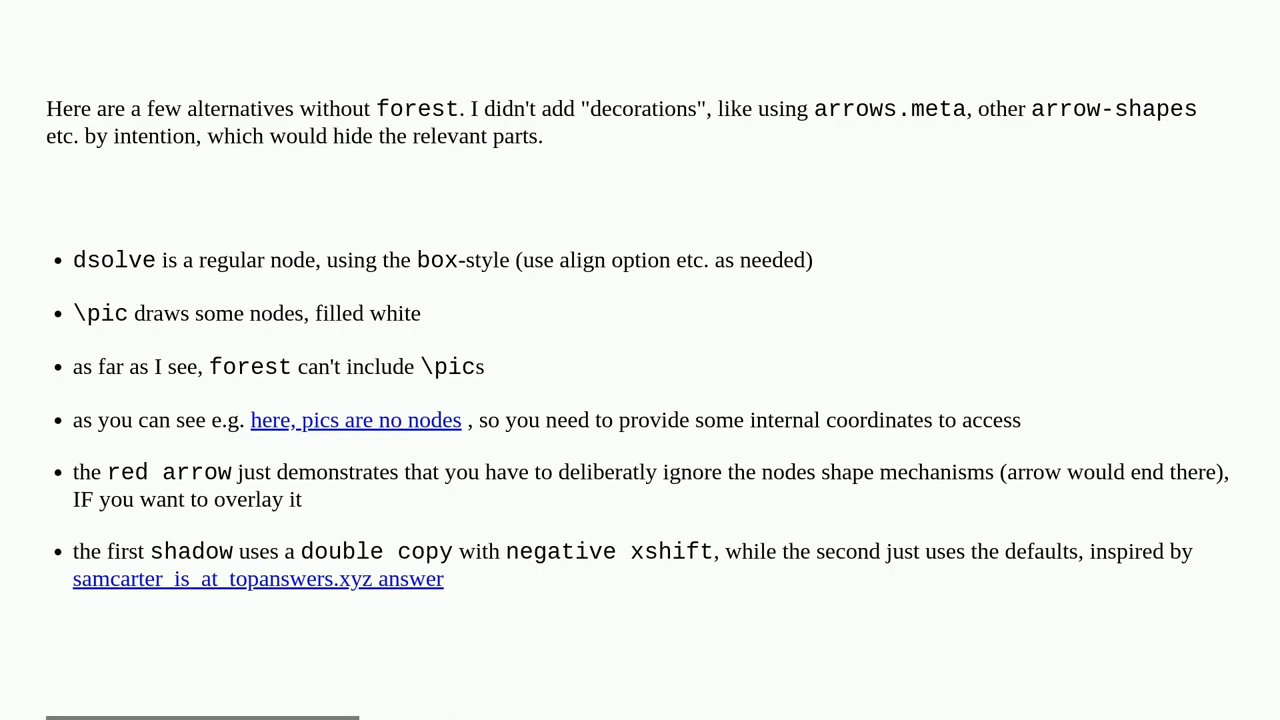 Here are a few alternatives without forest. I didn't add "decorations", like using arrows.meta, other arrow-shapes
etc. by intention, which would hide the relevant parts.
• dsolve is a regular node, using the box-style (use align option etc. as needed)
• \pic draws some nodes, filled white
• as far as I see, forest can't include \pics
• as you can see e.g. here, pics are no nodes , so you need to provide some internal coordinates to access
• the red arrow just demonstrates that you have to deliberatly ignore the nodes shape mechanisms (arrow would end there),
IF you want to overlay it
• the first shadow uses a double copy with negative xshift, while the second just uses the defaults, inspired by
samcarter_is_at_topanswers.xyz answer